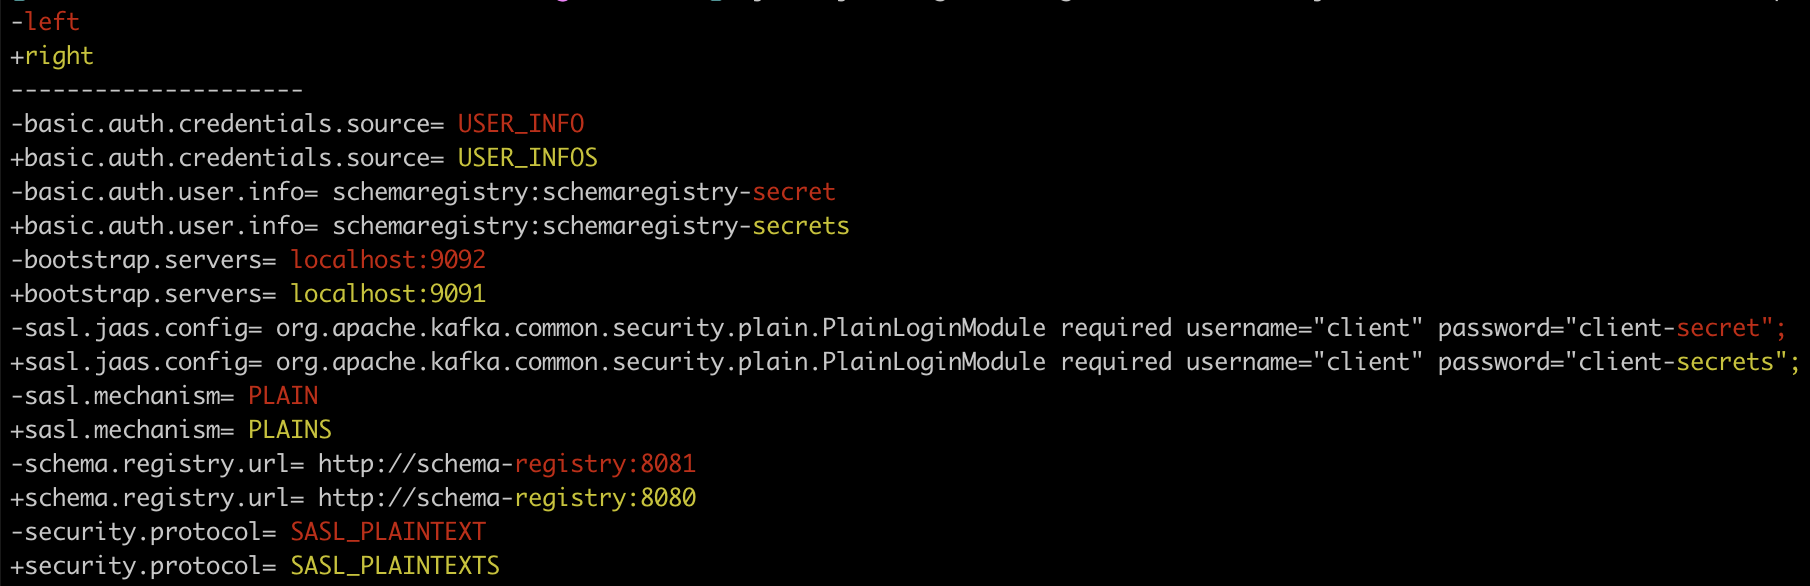 -left
+right
---------------------
-basic.auth.credentials.source= USER_INFO
+basic.auth.credentials.source= USER_INFOS
-basic.auth.user.info= schemaregistry:schemaregistry-secret
+basic.auth.user.info= schemaregistry:schemaregistry-secrets
-bootstrap.servers= localhost:9092
+bootstrap.servers= localhost:9091
-sasl.jaas.config= org.apache.kafka.common.security.plain.PlainLoginModule required username="client" password="client-secret";
+sasl.jaas.config= org.apache.kafka.common.security.plain.PlainLoginModule required username="client" password="client-secrets";
-sasl.mechanism= PLAIN
+sasl.mechanism= PLAINS
-schema.registry.url= http://schema-registry:8081
+schema.registry.url= http://schema-registry:8080
-security.protocol= SASL_PLAINTEXT
+security.protocol= SASL_PLAINTEXTS